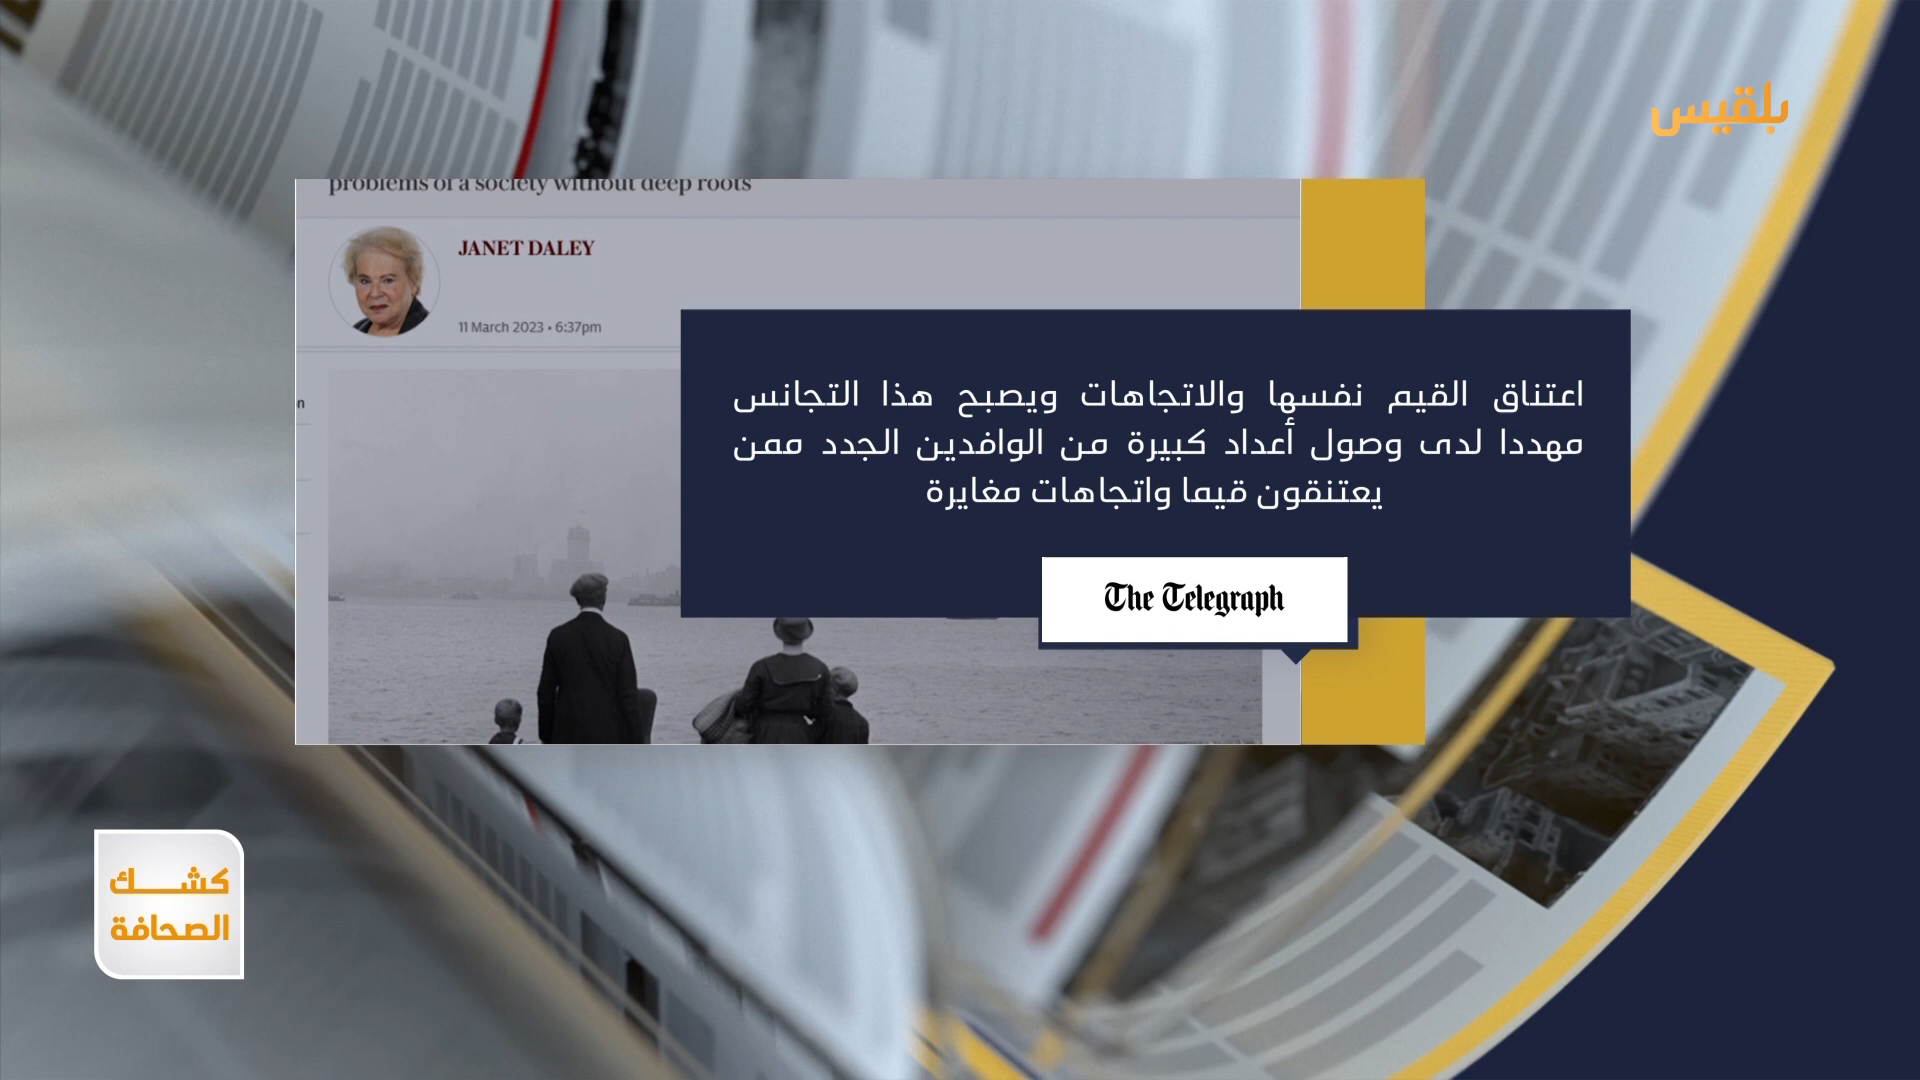 بلقيس
problems of a society without deep roots
JANET DALEY
11 March 2023 • 6:37pm
اعتناق القيم نفسها والاتجاهات ويصبح هذا التجانس
مهددا لدى وصول أعداد كبيرة من الوافدين الجدد ممن
يعتنقون قيما واتجاهات مغايرة
The Telegraph
كشك
الصحافة